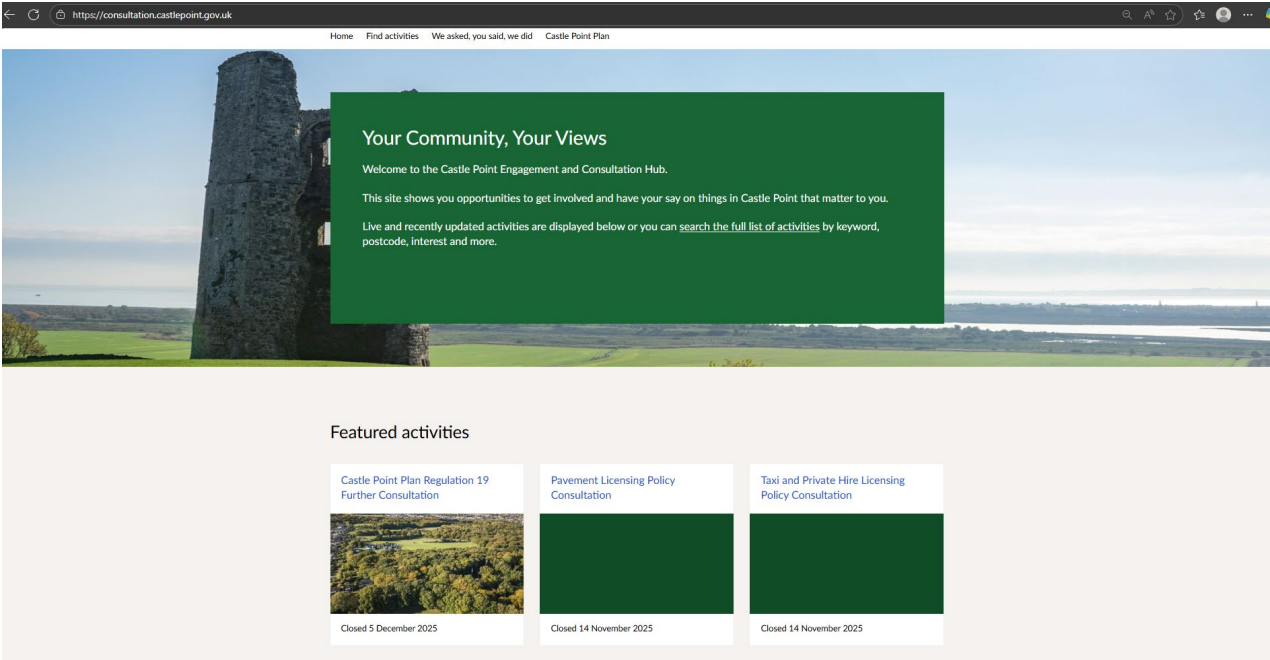 https://consultation.castlepoint.gov.uk
Home Find activities We asked, you said, we did Castle Point Plan
Your Community, Your Views
Welcome to the Castle Point Engagement and Consultation Hub.
This site shows you opportunities to get involved and have your say on things in Castle Point that matter to you.
Live and recently updated activities are displayed below or you can search the full list of activities by keyword,
postcode, interest and more.
Featured activities
Castle Point Plan Regulation 19
Further Consultation
Closed 5 December 2025
Pavement Licensing Policy
Consultation
Closed 14 November 2025
Taxi and Private Hire Licensing
Policy Consultation
Closed 14 November 2025